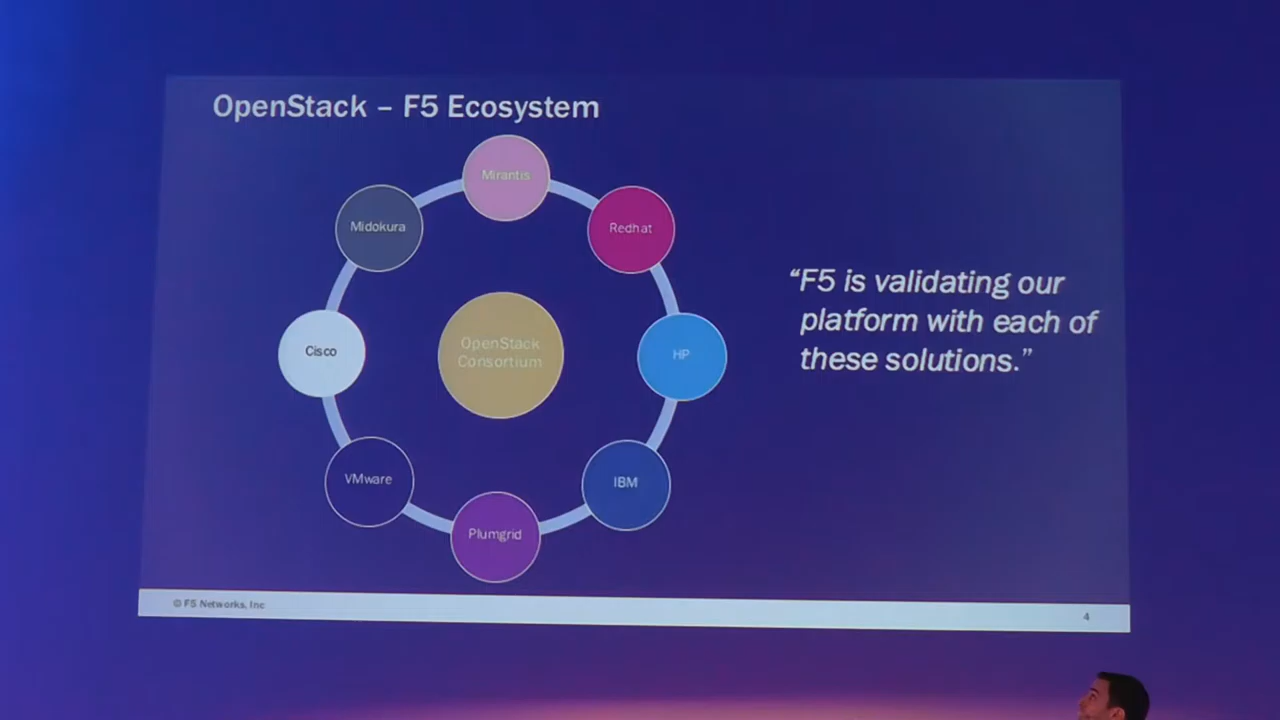 OpenStack – F5 Ecosystem
Mirantis
Midokura
Redhat
Cisco
OpenStack
Consortium
HP
VMware
IBM
Plumgrid
“F5 is validating our
platform with each of
these solutions.”
© F5 Networks, Inc
4